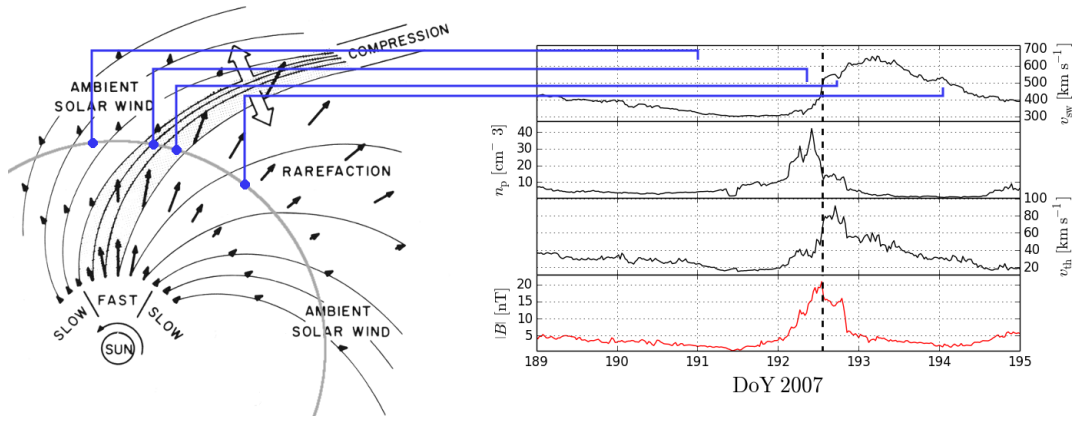 COMPRESSION
AMBIENT
SOLAR WIND
RAREFACTION
FAST
SLOW
SLOW
SUN
AMBIENT
SOLAR WIND
700
600
500
400
300
v_sw [km s^-1]
40
30
20
10
n_p [cm^- 3]
100
80
60
40
20
v_th [km s^-1]
20
15
10
5
|B| [nT]
189 190 191 192 193 194 195
DoY 2007